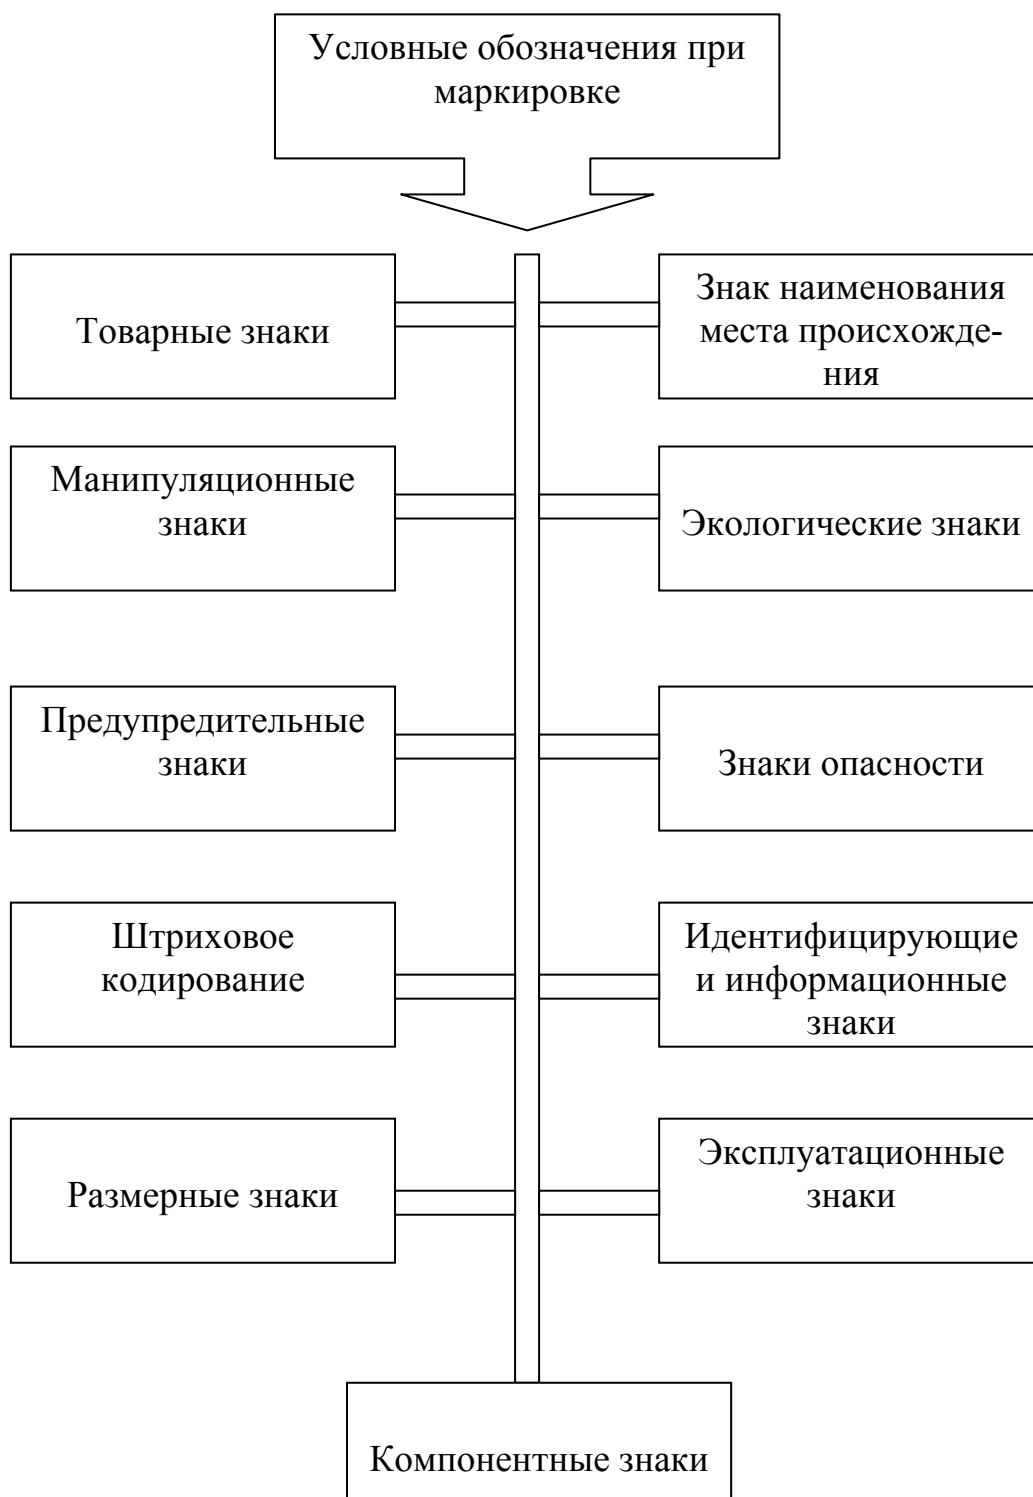 Условные обозначения при
маркировке
Товарные знаки
Знак наименования
места происхожде-
ния
Манипуляционные
знаки
Экологические знаки
Предупредительные
знаки
Знаки опасности
Штриховое
кодирование
Идентифицирующие
и информационные
знаки
Размерные знаки
Эксплуатационные
знаки
Компонентные знаки